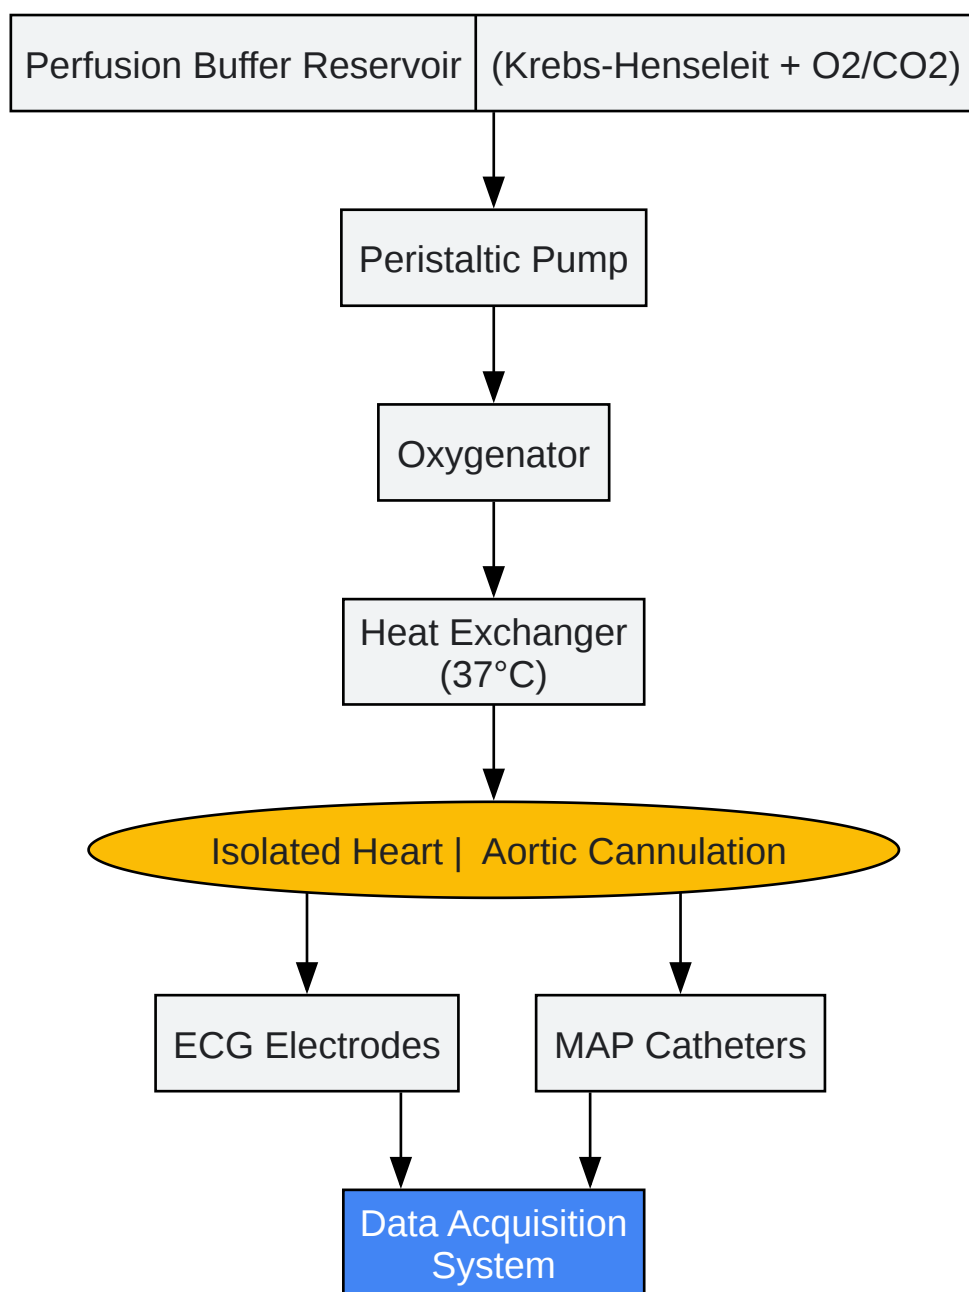 Perfusion Buffer Reservoir
(Krebs-Henseleit + O2/CO2)
Peristaltic Pump
Oxygenator
Heat Exchanger
(37°C)
Isolated Heart | Aortic Cannulation
ECG Electrodes
MAP Catheters
Data Acquisition
System